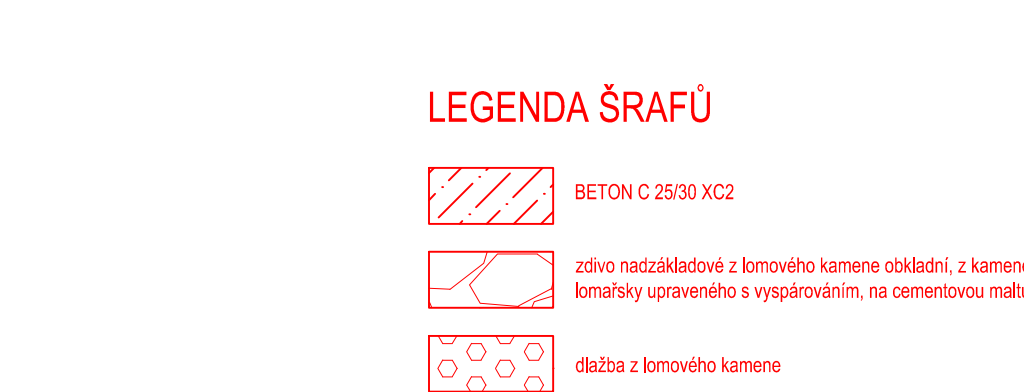 LEGENDA ŠRAFŮ
BETON C 25/30 XC2
zdivo nadzákladové z lomového kamene obkladní, z kamene
lomařsky upraveného s vyspárováním, na cementovou maltu
dlažba z lomového kamene